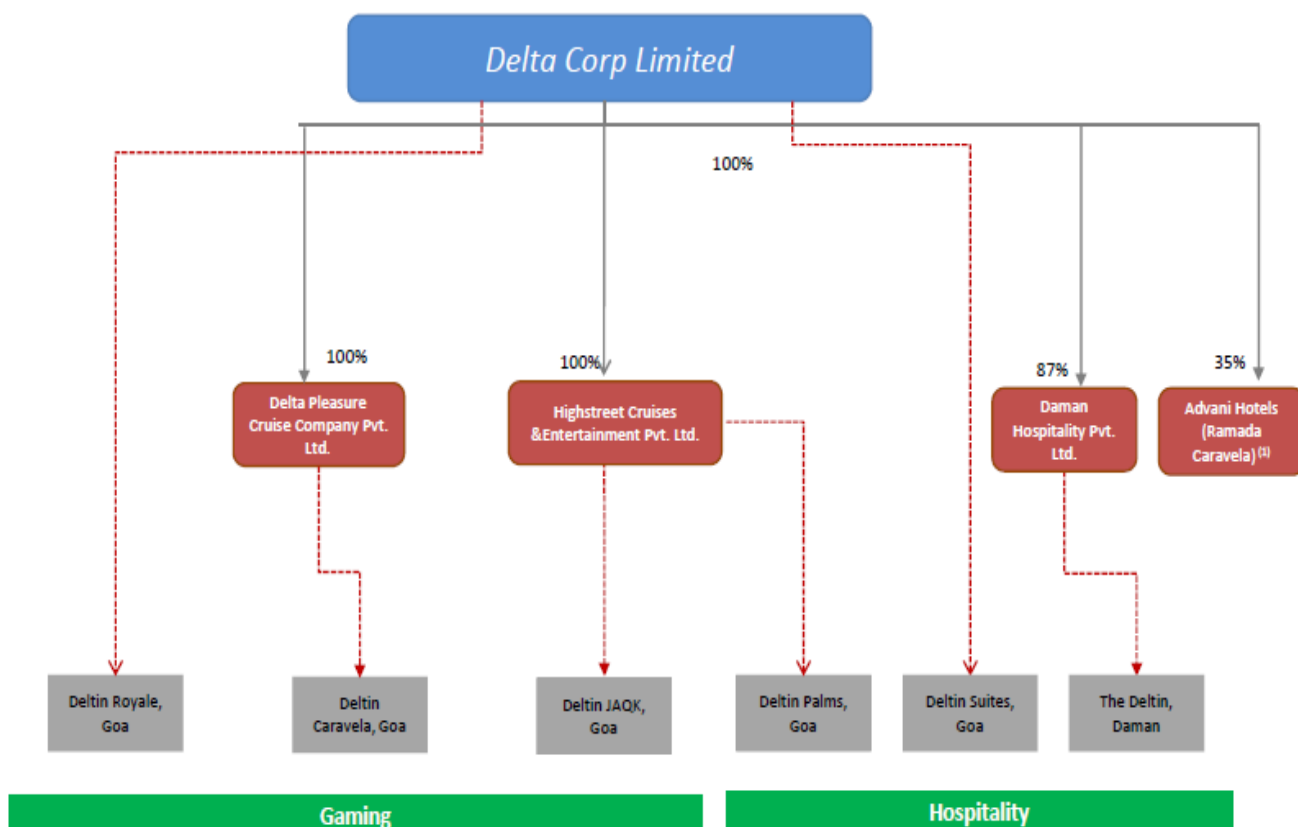 Delta Corp Limited
100%
100%
100%
87%
35%
Delta Pleasure
Cruise Company Pvt.
Ltd.
Highstreet Cruises
&Entertainment Pvt. Ltd.
Daman
Hospitality Pvt.
Ltd.
Advani Hotels
(Ramada
Caravela) (1)
Deltin Royale,
Goa
Deltin
Caravela, Goa
Deltin JAQK,
Goa
Deltin Palms,
Goa
Deltin Suites,
Goa
The Deltin,
Daman
Gaming
Hospitality